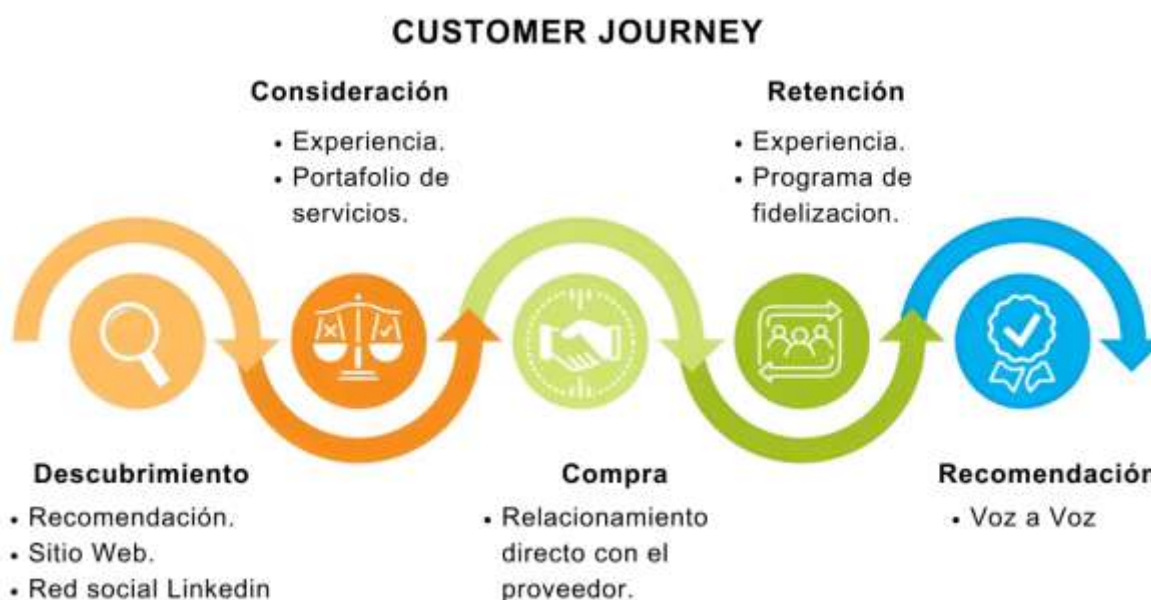 CUSTOMER JOURNEY
Consideración
• Experiencia.
• Portafolio de
servicios.
Retención
• Experiencia.
• Programa de
fidelizacion.
Descubrimiento
• Recomendación.
• Sitio Web.
• Red social Linkedin
Compra
• Relacionamiento
directo con el
proveedor.
Recomendación
• Voz a Voz